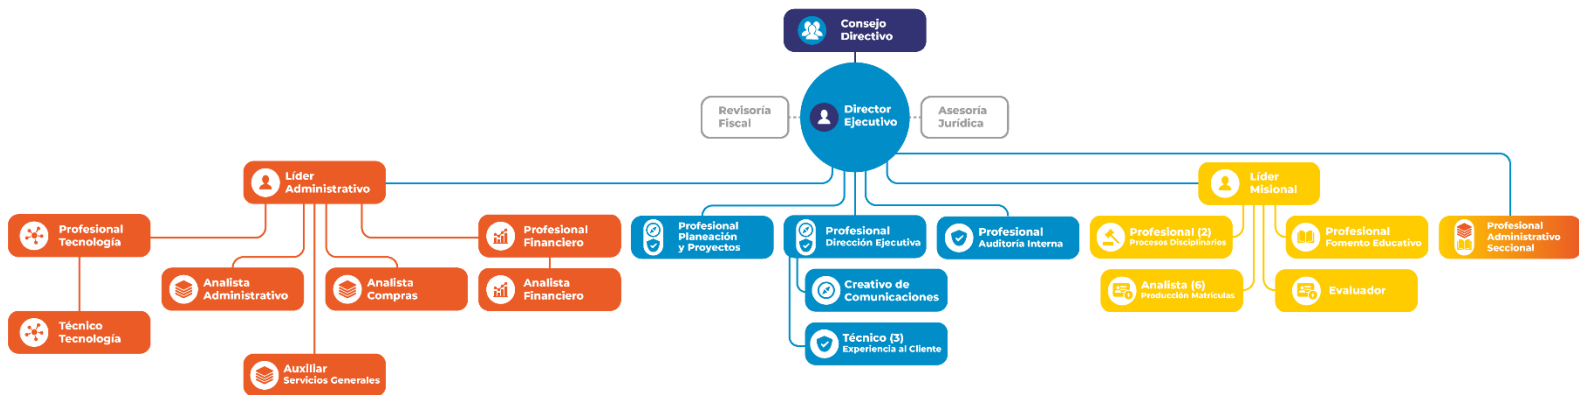 Consejo
Directivo
Revisoría
Fiscal
Director
Ejecutivo
Asesoría
Jurídica
Líder
Administrativo
Líder
Misional
Profesional
Tecnología
Profesional
Financiero
Profesional
Planeación
y Proyectos
Profesional
Dirección Ejecutiva
Profesional
Auditoría Interna
Profesional (2)
Procesos Disciplinarios
Profesional
Fomento Educativo
Profesional
Administrativo
Seccional
Analista
Administrativo
Analista
Compras
Analista
Financiero
Creativo de
Comunicaciones
Analista (6)
Producción Matrículas
Evaluador
Técnico
Tecnología
Técnico (3)
Experiencia al Cliente
Auxiliar
Servicios Generales